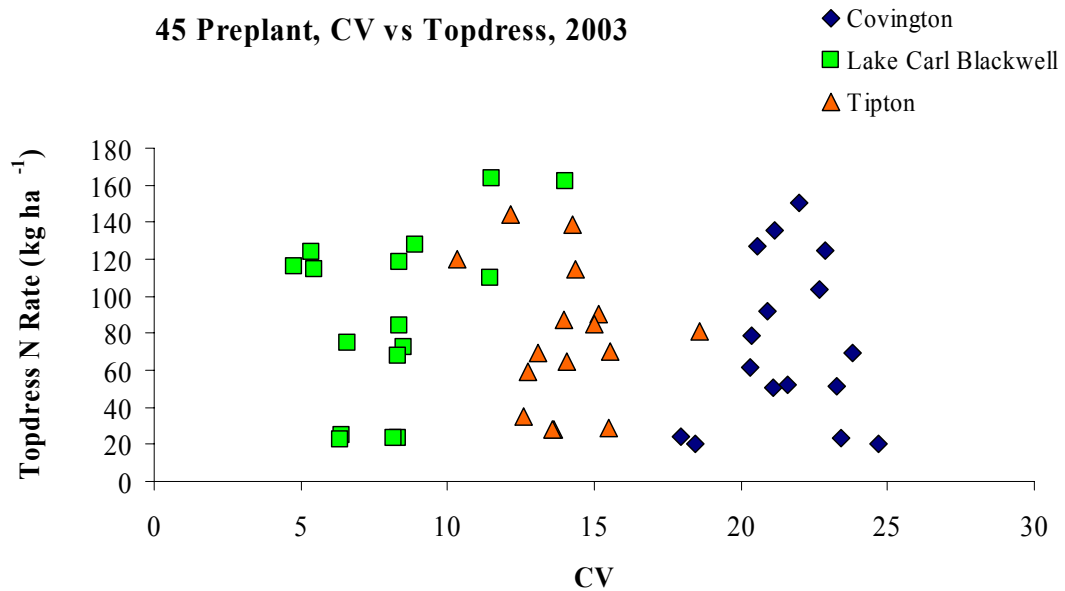 45 Preplant, CV vs Topdress, 2003
Covington
Lake Carl Blackwell
Tipton
Topdress N Rate (kg ha -1)
180
160
140
120
100
80
60
40
20
0
0 5 10 15 20 25 30
CV